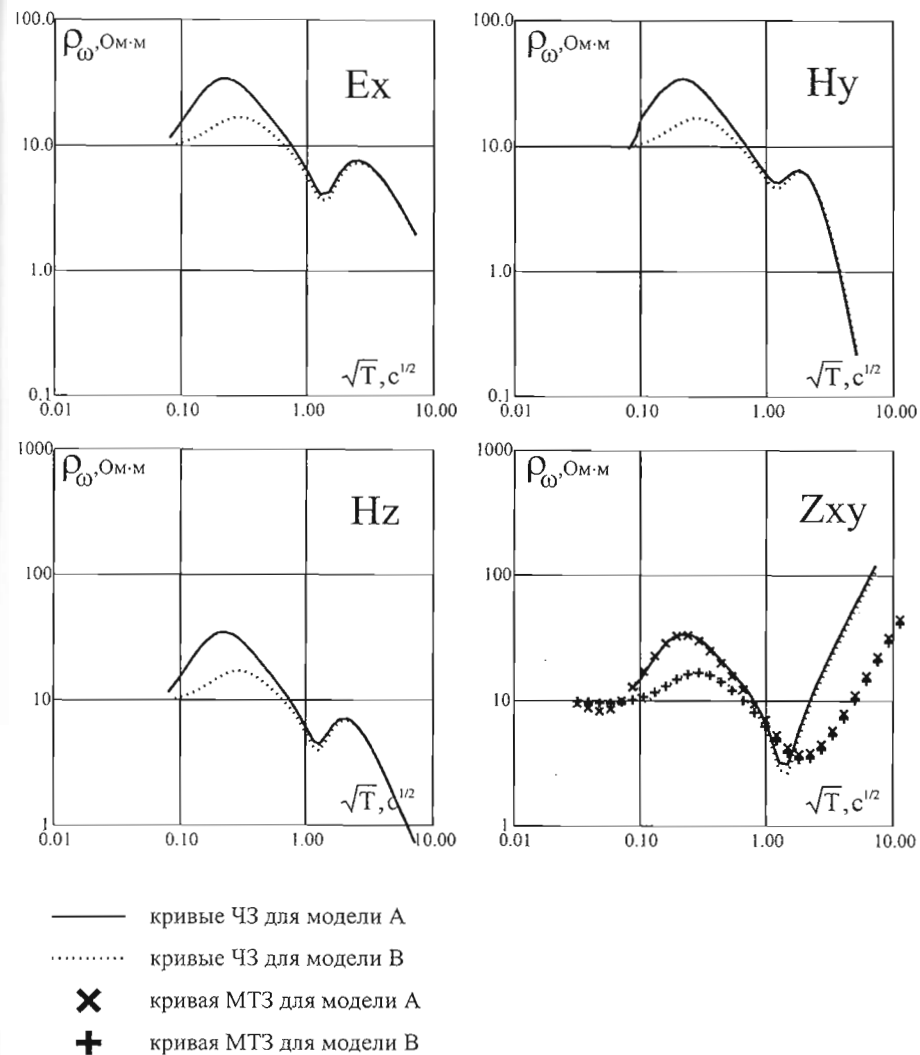 100.0
ρω,Ом·м
Ex
10.0
1.0
√T, c1/2
0.1
0.01 0.10 1.00 10.00
100.0
ρω,Ом·м
Hy
10.0
1.0
√T, c1/2
0.1
0.01 0.10 1.00 10.00
1000
ρω,Ом·м
Hz
100
10
√T, c1/2
1
0.01 0.10 1.00 10.00
1000
ρω,Ом·м
Zxy
100
10
√T, c1/2
1
0.01 0.10 1.00 10.00
кривые ЧЗ для модели А
кривые ЧЗ для модели В
кривая МТЗ для модели А
кривая МТЗ для модели В